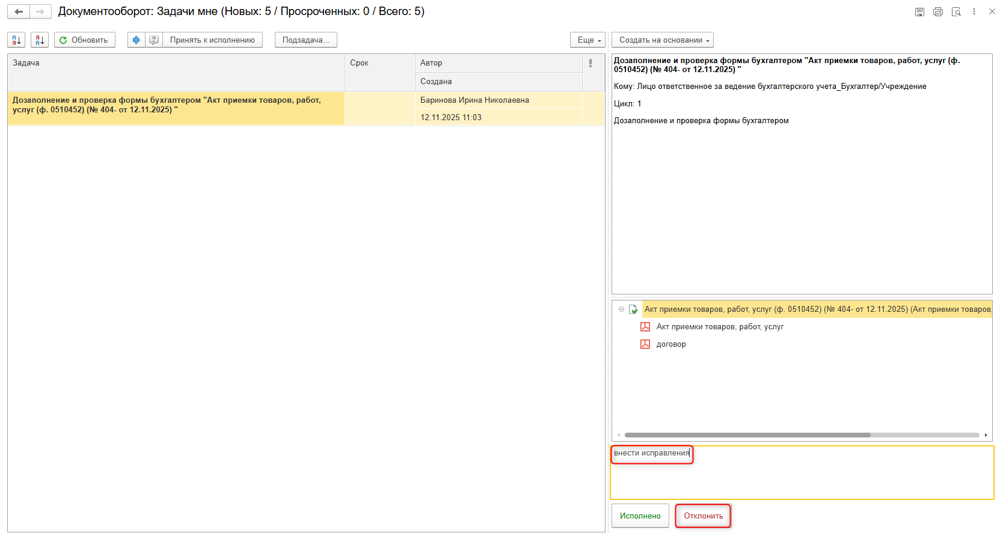 Документооборот: Задачи мне (Новых: 5 / Просроченных: 0 / Всего: 5)
Обновить
Принять к исполнению
Подзадача...
Еще
Создать на основании
Задача
Срок
Автор
Создана
Дозаполнение и проверка формы бухгалтером "Акт приемки товаров, работ,
услуг (ф. 0510452) (№ 404- от 12.11.2025) "
Баринова Ирина Николаевна
12.11.2025 11:03
Дозаполнение и проверка формы бухгалтером "Акт приемки товаров, работ, услуг (ф.
0510452) (№ 404- от 12.11.2025) "
Кому: Лицо ответственное за ведение бухгалтерского учета_Бухгалтер/Учреждение
Цикл: 1
Дозаполнение и проверка формы бухгалтером
Акт приемки товаров, работ, услуг (ф. 0510452) (№ 404- от 12.11.2025) (Акт приемки товаров,
Акт приемки товаров, работ, услуг
договор
внести исправления
Исполнено
Отклонить